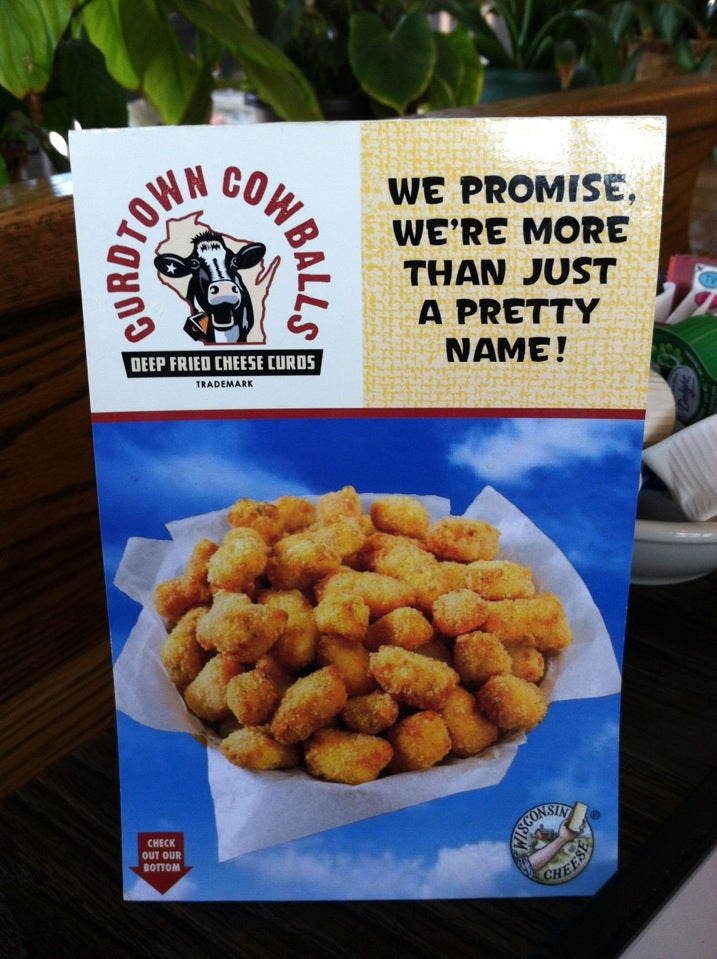 CURDTOWN COWBALLS
DEEP FRIED CHEESE CURDS
TRADEMARK
WE PROMISE,
WE'RE MORE
THAN JUST
A PRETTY
NAME!
CHECK
OUT OUR
BOTTOM
WISCONSIN
CHEESE
®